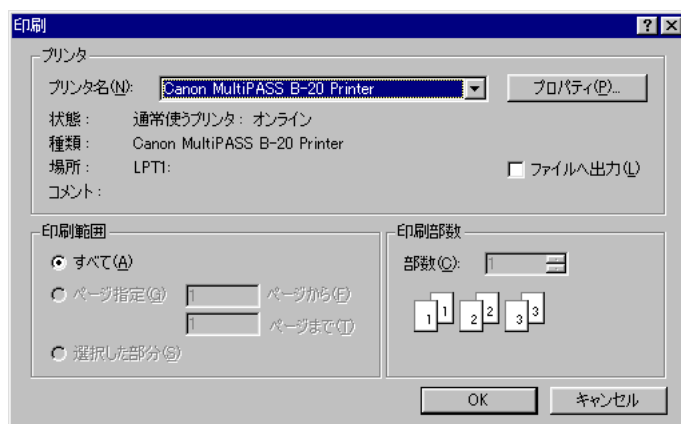 印刷
プリンタ
プリンタ名(N): Canon MultiPASS B-20 Printer プロパティ(P)...
状態： 通常使うプリンタ： オンライン
種類： Canon MultiPASS B-20 Printer
場所： LPT1: ファイルへ出力(L)
コメント：
印刷範囲
すべて(A)
ページ指定(G) 1 ページから(F)
1 ページまで(T)
選択した部分(S)
印刷部数
部数(C): 1
1 1 2 2 3 3
OK キャンセル